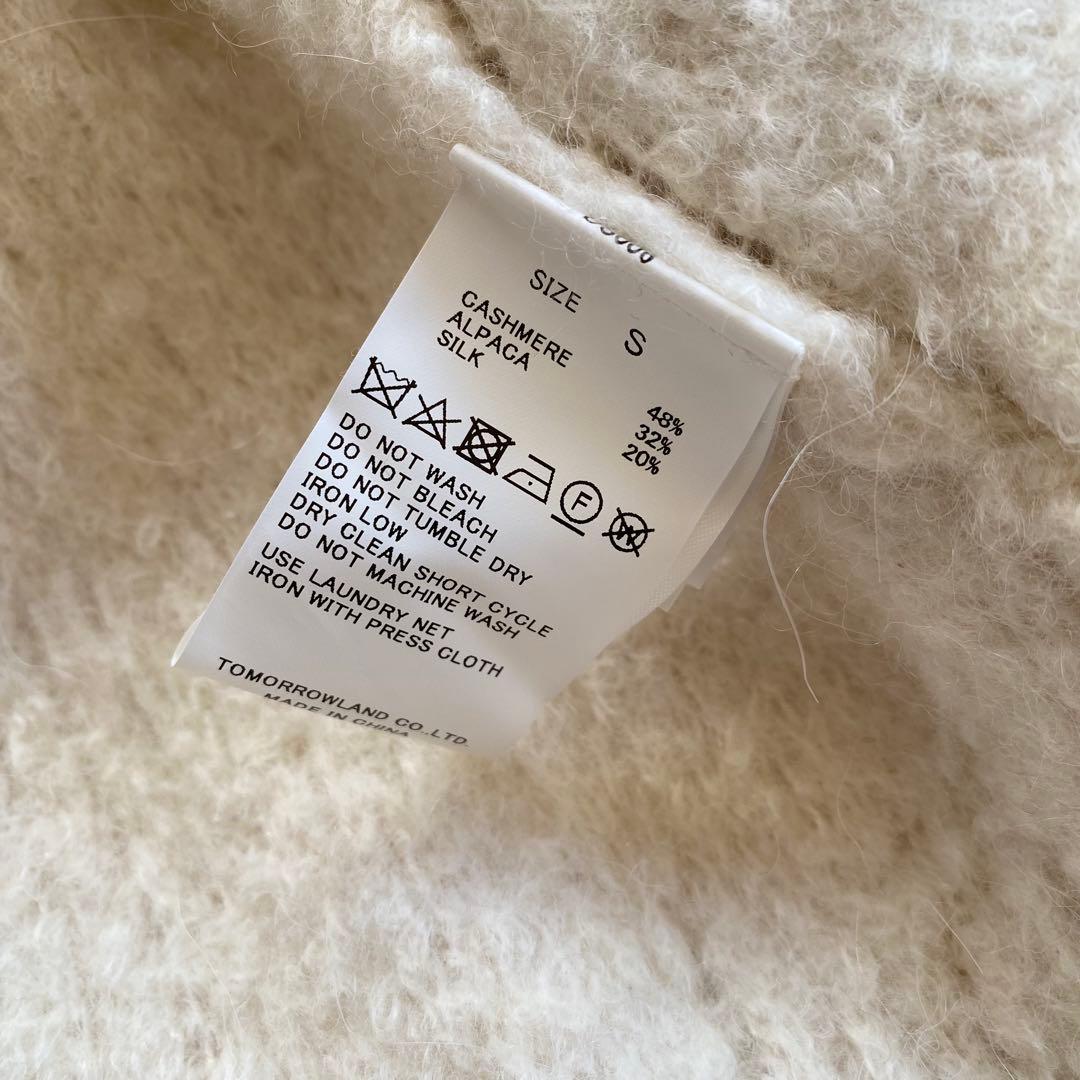 SIZE S
CASHMERE 48%
ALPACA 32%
SILK 20%
F
W
DO NOT WASH
DO NOT BLEACH
DO NOT TUMBLE DRY
IRON LOW
DRY CLEAN SHORT CYCLE
DO NOT MACHINE WASH
USE LAUNDRY NET
IRON WITH PRESS CLOTH
TOMORROWLAND CO.,LTD.
MADE IN CHINA